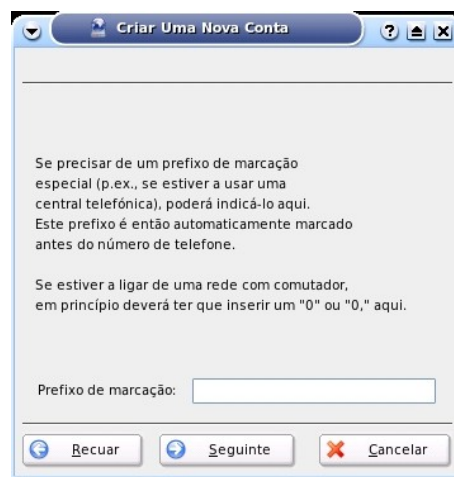 Criar Uma Nova Conta
Se precisar de um prefixo de marcação
especial (p.ex., se estiver a usar uma
central telefónica), poderá indicá-lo aqui.
Este prefixo é então automaticamente marcado
antes do número de telefone.
Se estiver a ligar de uma rede com comutador,
em princípio deverá ter que inserir um "0" ou "0," aqui.
Prefixo de marcação:
Recuar Seguinte Cancelar